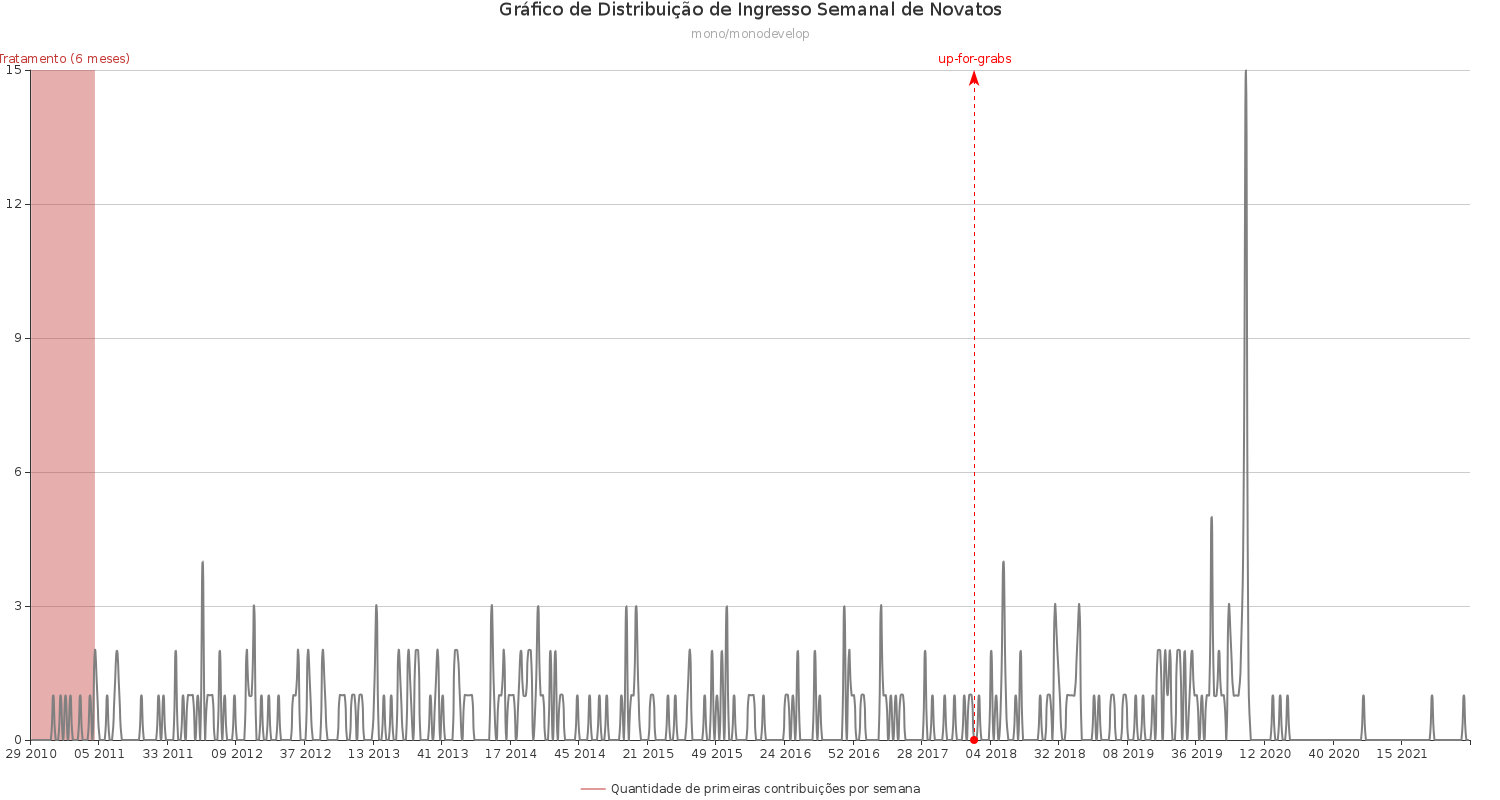 Gráfico de Distribuição de Ingresso Semanal de Novatos
mono/monodevelop
Tratamento (6 meses)
up-for-grabs
15
12
9
6
3
0
29 2010 05 2011 33 2011 09 2012 37 2012 13 2013 41 2013 17 2014 45 2014 21 2015 49 2015 24 2016 52 2016 28 2017 04 2018 32 2018 08 2019 36 2019 12 2020 40 2020 15 2021
Quantidade de primeiras contribuições por semana